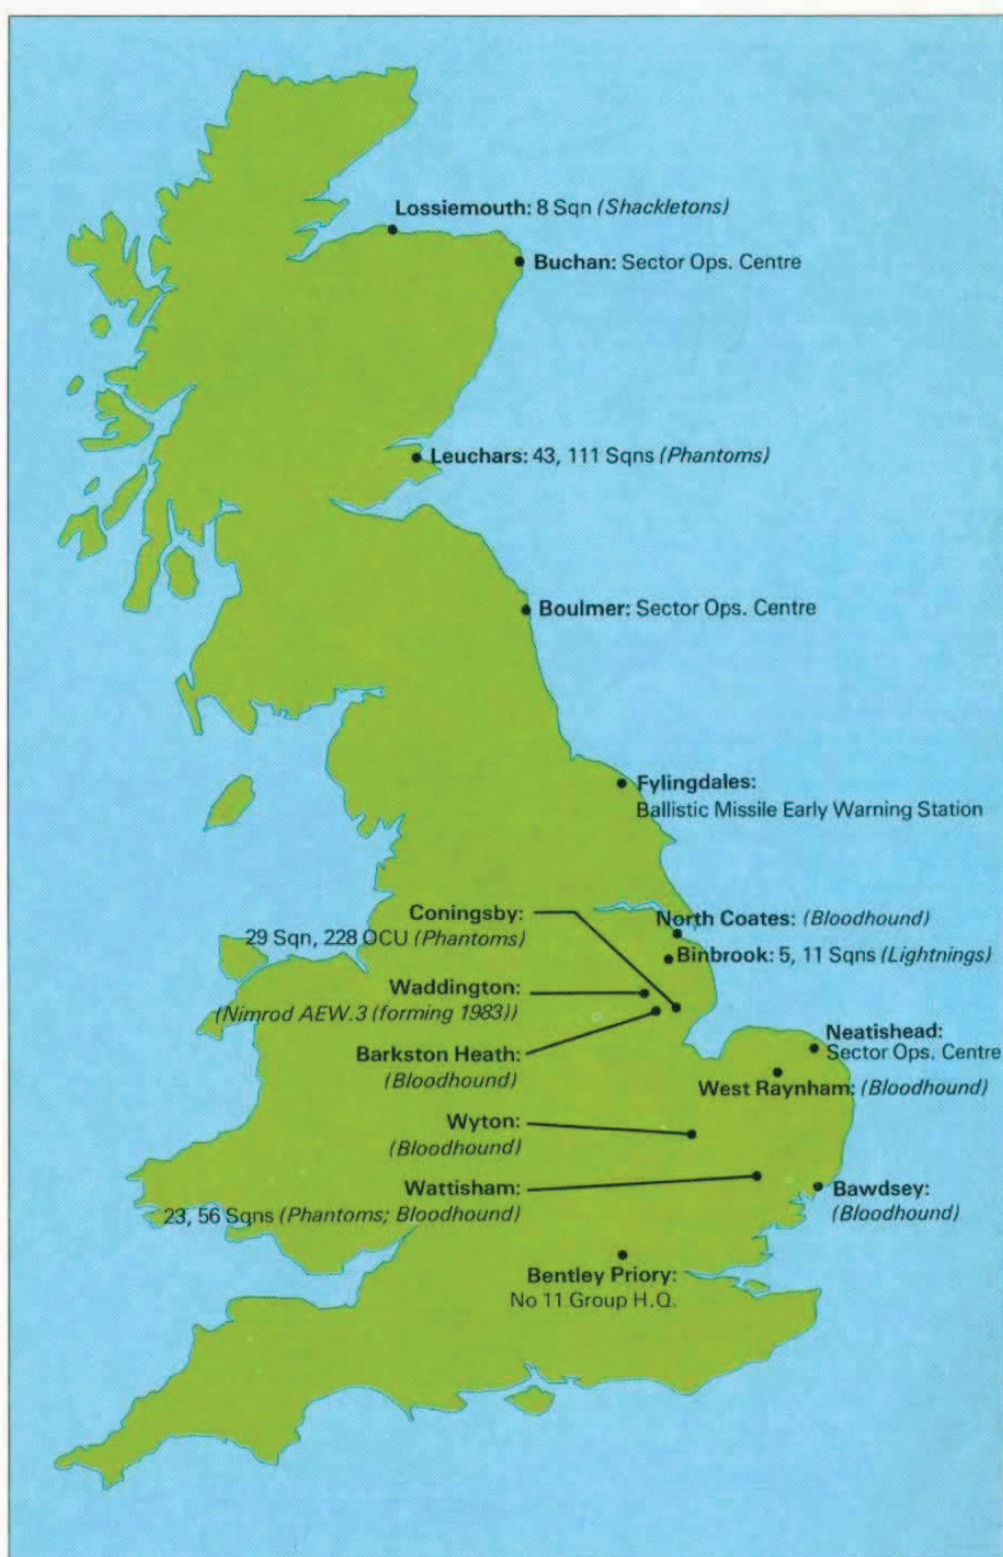 Lossiemouth: 8 Sqn (Shackletons)
Buchan: Sector Ops. Centre
Leuchars: 43, 111 Sqns (Phantoms)
Boulmer: Sector Ops. Centre
Fylingdales:
Ballistic Missile Early Warning Station
Coningsby:
29 Sqn, 228 OCU (Phantoms)
North Coates: (Bloodhound)
Binbrook: 5, 11 Sqns (Lightnings)
Waddington:
(Nimrod AEW.3 (forming 1983))
Barkston Heath:
(Bloodhound)
Neatishead:
Sector Ops. Centre
West Raynham: (Bloodhound)
Wyton:
(Bloodhound)
Wattisham:
23, 56 Sqns (Phantoms; Bloodhound)
Bawdsey:
(Bloodhound)
Bentley Priory:
No 11 Group H.Q.